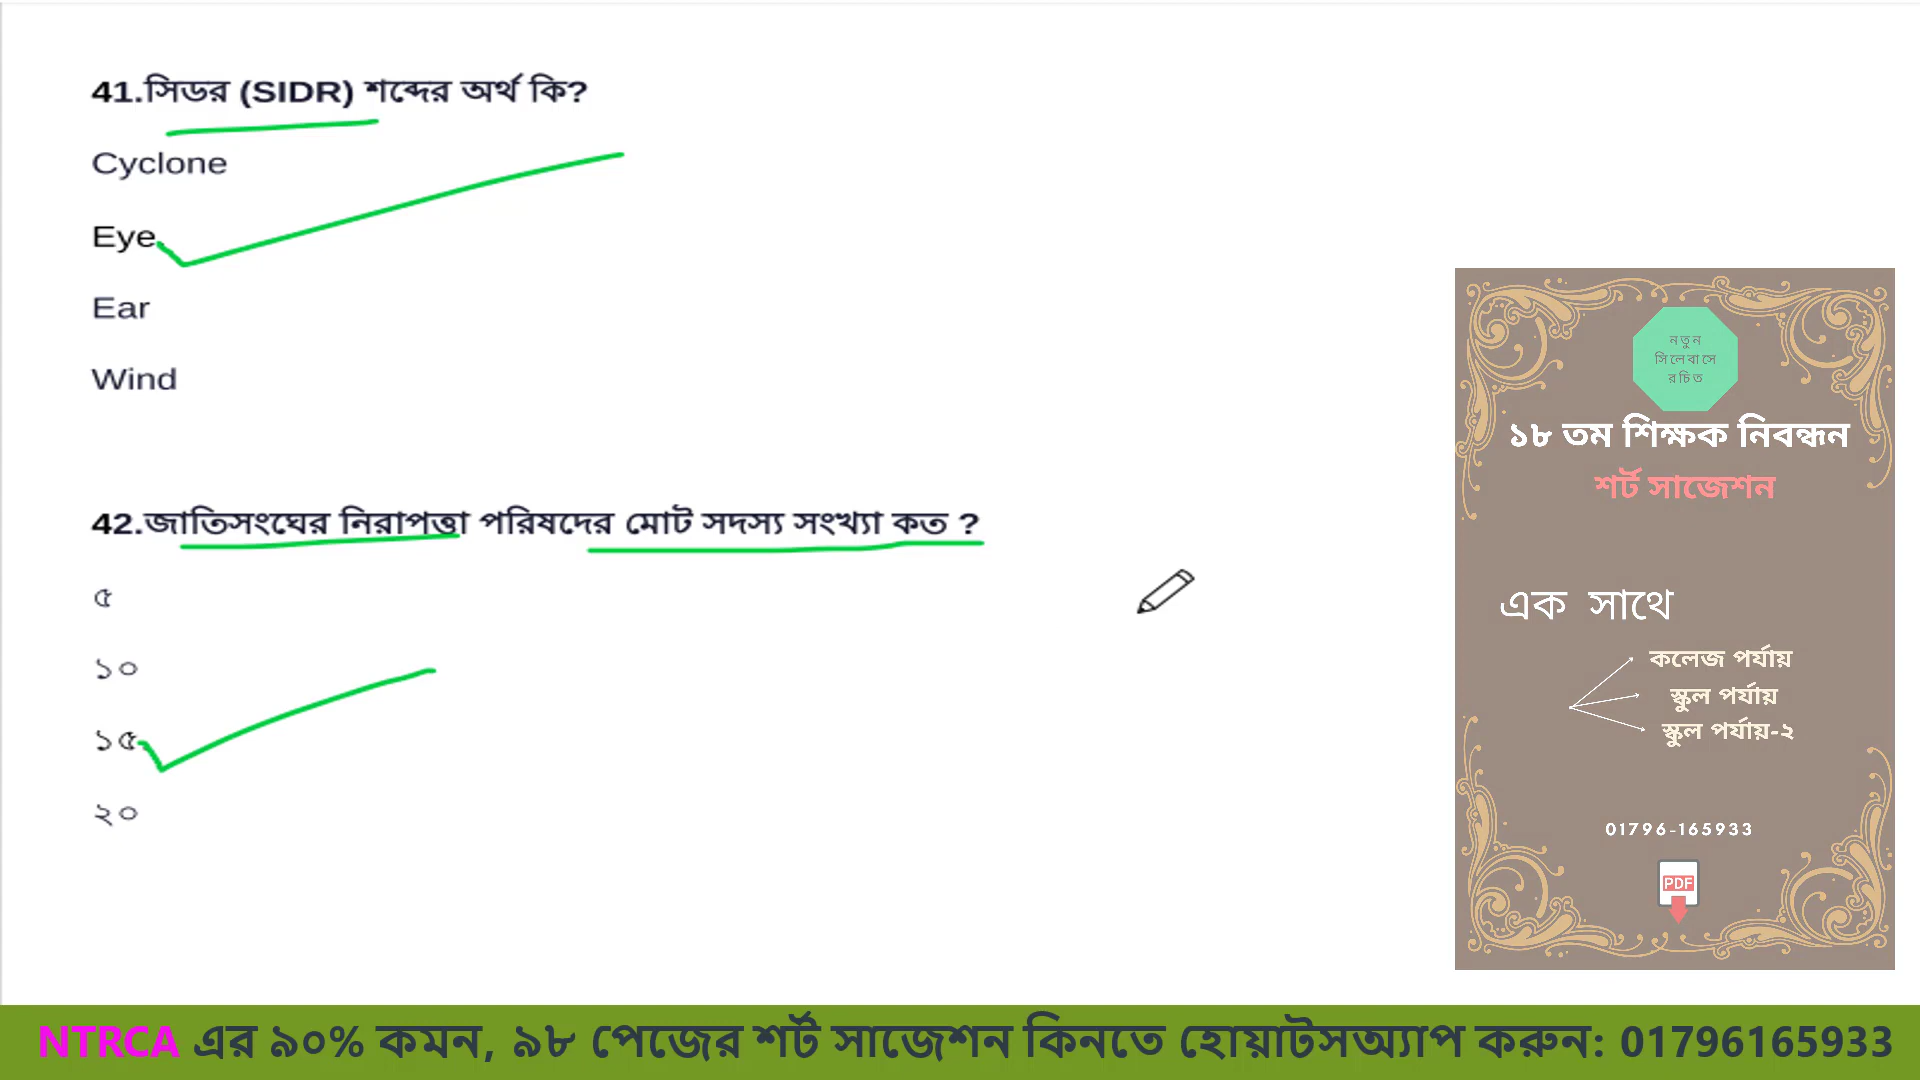 41.সিডর (SIDR) শব্দের অর্থ কি?
Cyclone
Eye
Ear
Wind
42.জাতিসংঘের নিরাপত্তা পরিষদের মোট সদস্য সংখ্যা কত ?
৫
১০
১৫
২০
নতুন
সিলেবাসে
রচিত
১৮ তম শিক্ষক নিবন্ধন
শর্ট সাজেশন
এক সাথে
কলেজ পর্যায়
স্কুল পর্যায়
স্কুল পর্যায়-২
01796-165933
PDF
NTRCA এর ৯০% কমন, ৯৮ পেজের শর্ট সাজেশন কিনতে হোয়াটসঅ্যাপ করুন: 01796165933